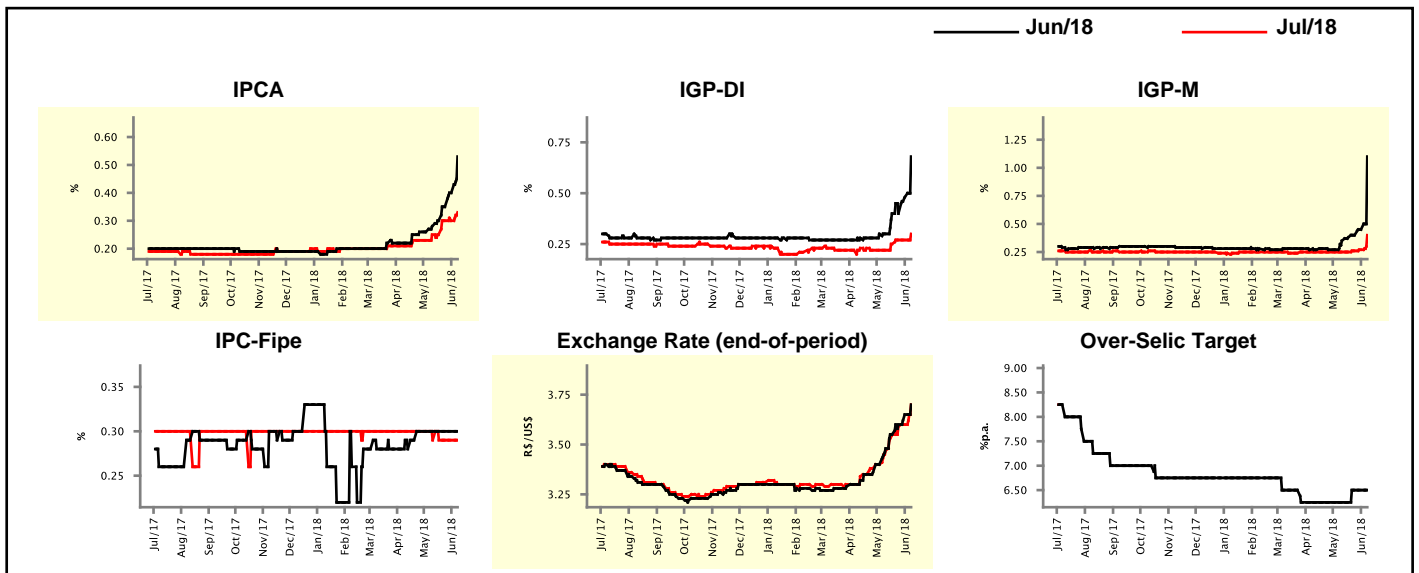 Jun/18 Jul/18
IPCA IGP-DI IGP-M
%
0.60
0.50
0.40
0.30
0.20
Jul/17 Aug/17 Sep/17 Oct/17 Nov/17 Dec/17 Jan/18 Feb/18 Mar/18 Apr/18 May/18 Jun/18
0.75
0.50
0.25
Jul/17 Aug/17 Sep/17 Oct/17 Nov/17 Dec/17 Jan/18 Feb/18 Mar/18 Apr/18 May/18 Jun/18
%
1.25
1.00
0.75
0.50
0.25
Jul/17 Aug/17 Sep/17 Oct/17 Nov/17 Dec/17 Jan/18 Feb/18 Mar/18 Apr/18 May/18 Jun/18
IPC-Fipe Exchange Rate (end-of-period) Over-Selic Target
%
0.35
0.30
0.25
Jul/17 Aug/17 Sep/17 Oct/17 Nov/17 Dec/17 Jan/18 Feb/18 Mar/18 Apr/18 May/18 Jun/18
R$/US$
3.75
3.50
3.25
Jul/17 Aug/17 Sep/17 Oct/17 Nov/17 Dec/17 Jan/18 Feb/18 Mar/18 Apr/18 May/18 Jun/18
%p.a.
9.00
8.50
8.00
7.50
7.00
6.50
Jul/17 Aug/17 Sep/17 Oct/17 Nov/17 Dec/17 Jan/18 Feb/18 Mar/18 Apr/18 May/18 Jun/18